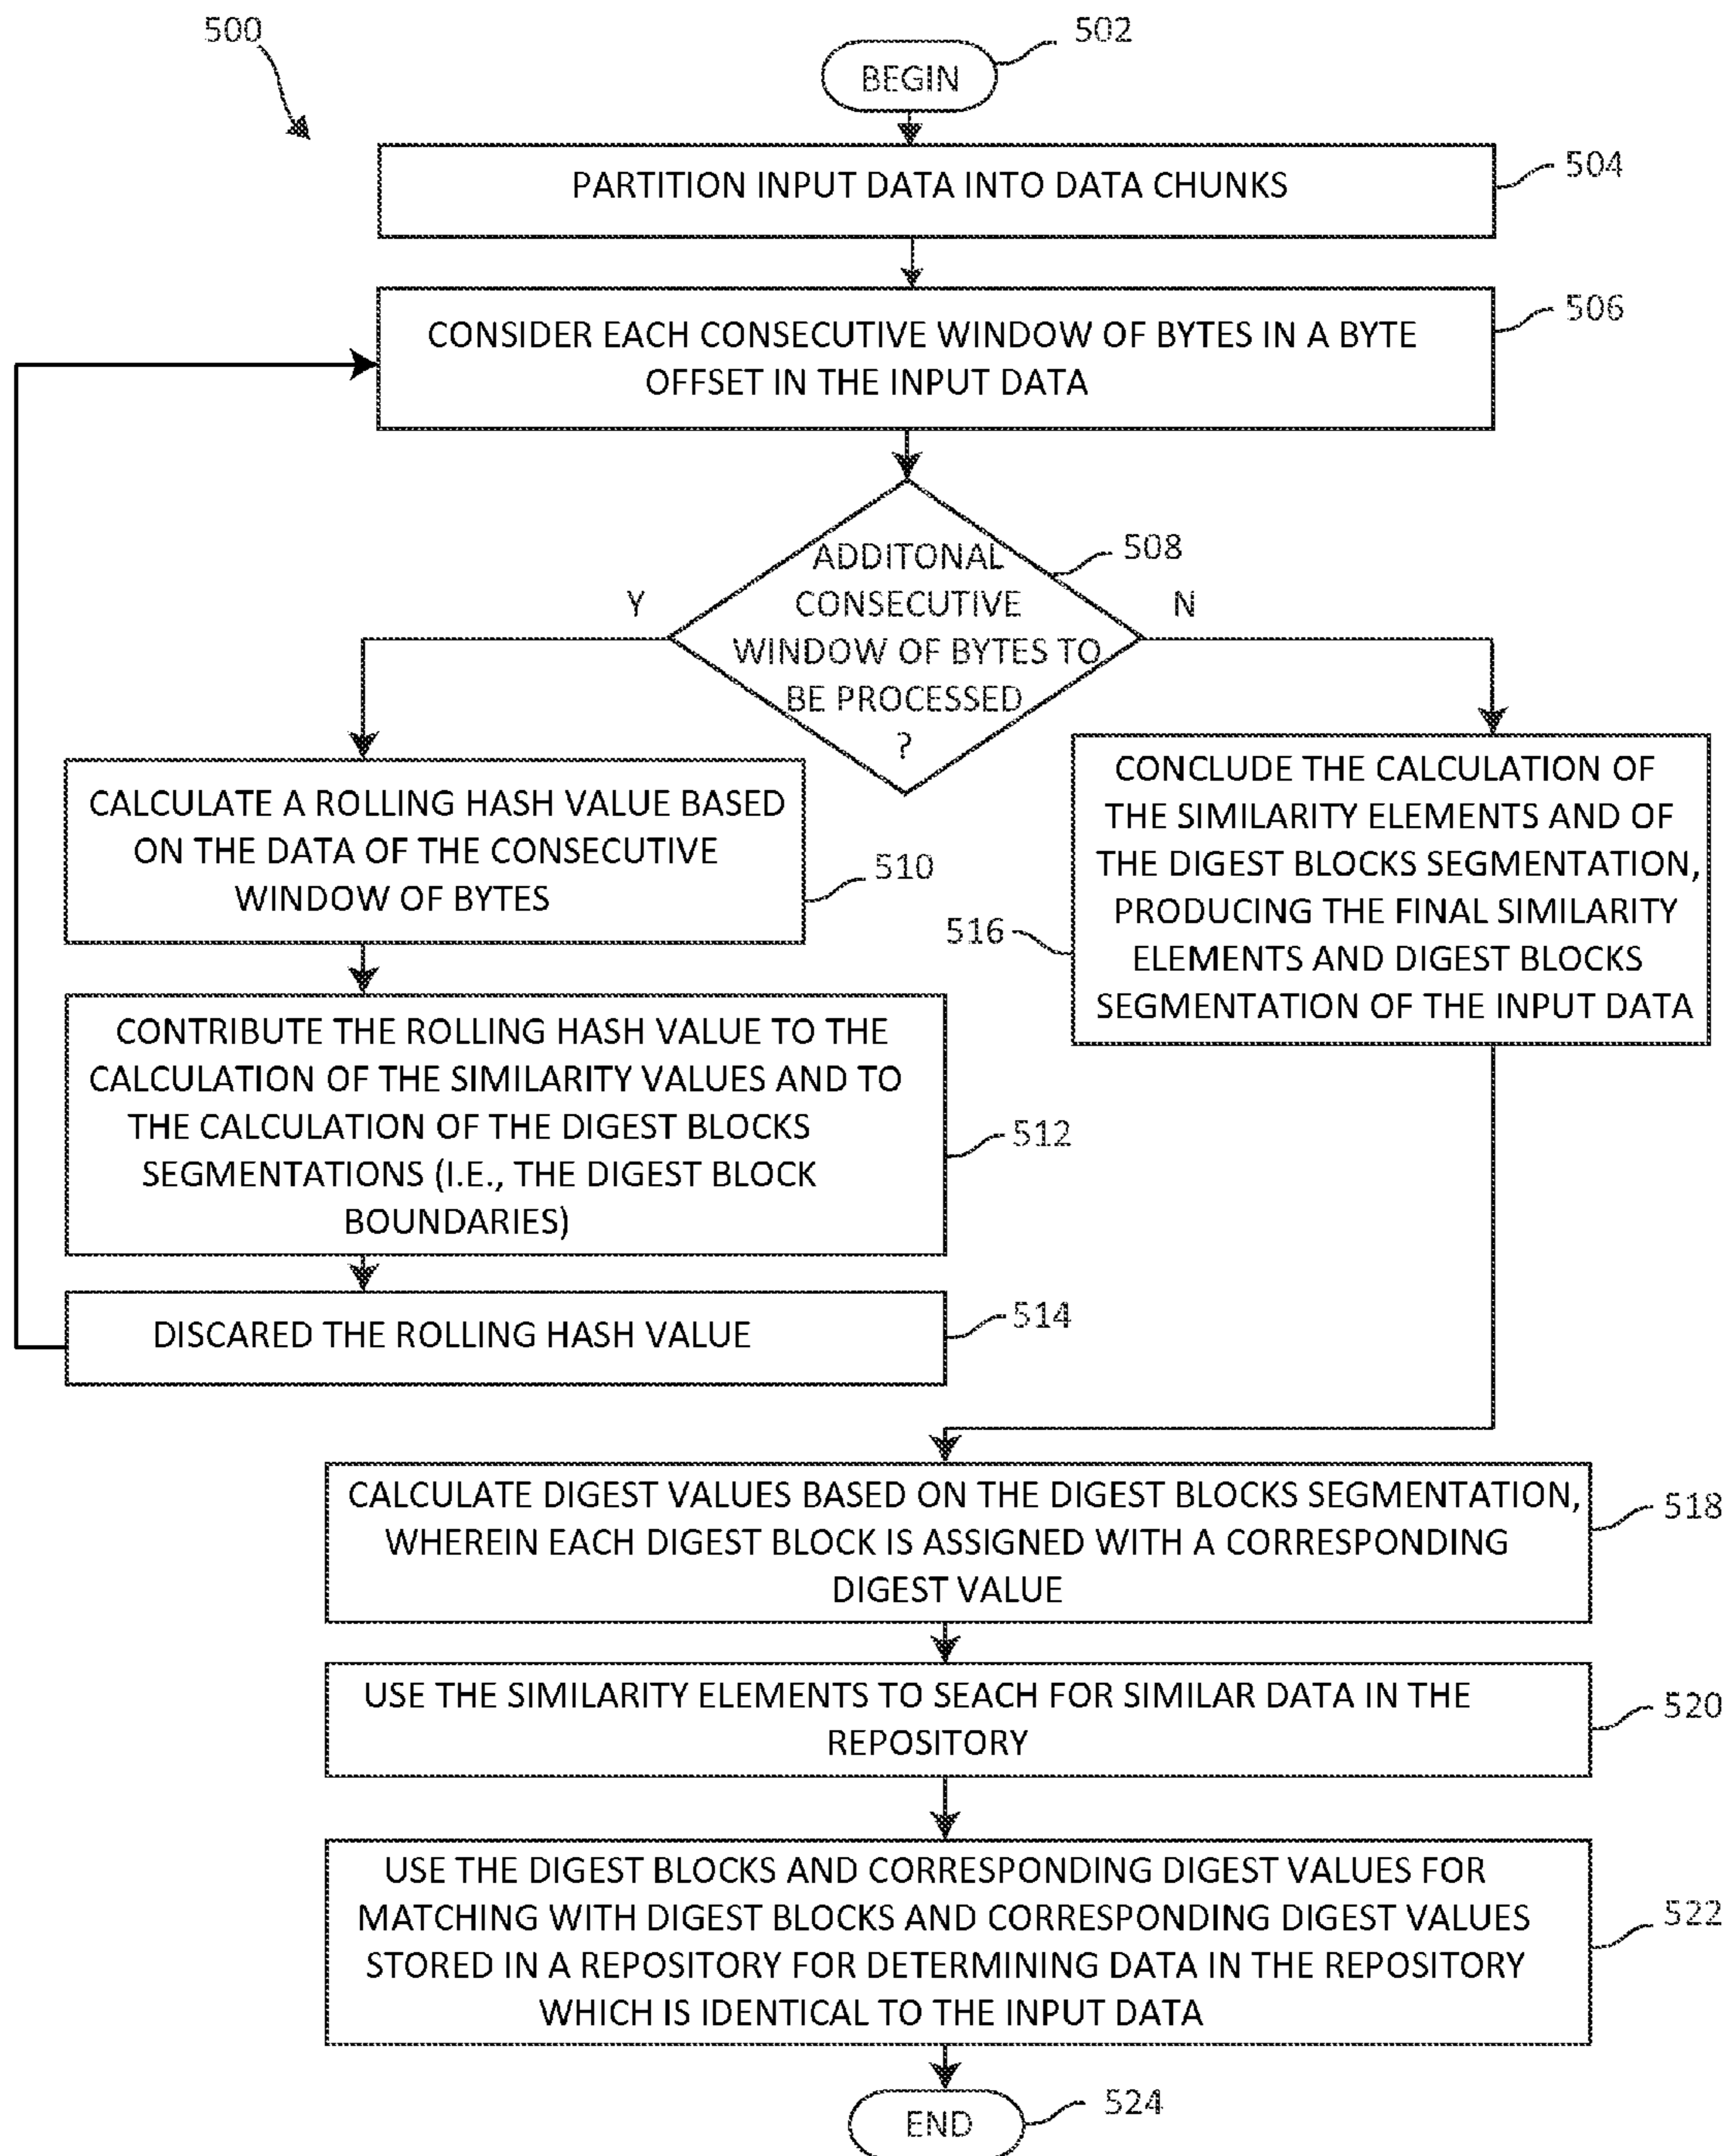 500
502
BEGIN
PARTITION INPUT DATA INTO DATA CHUNKS
504
CONSIDER EACH CONSECUTIVE WINDOW OF BYTES IN A BYTE
OFFSET IN THE INPUT DATA
506
ADDITONAL
CONSECUTIVE
WINDOW OF BYTES TO
BE PROCESSED
?
508
Y
N
CALCULATE A ROLLING HASH VALUE BASED
ON THE DATA OF THE CONSECUTIVE
WINDOW OF BYTES
510
CONTRIBUTE THE ROLLING HASH VALUE TO THE
CALCULATION OF THE SIMILARITY VALUES AND TO
THE CALCULATION OF THE DIGEST BLOCKS
SEGMENTATIONS (I.E., THE DIGEST BLOCK
BOUNDARIES)
512
DISCARED THE ROLLING HASH VALUE
514
CONCLUDE THE CALCULATION OF
THE SIMILARITY ELEMENTS AND OF
THE DIGEST BLOCKS SEGMENTATION,
PRODUCING THE FINAL SIMILARITY
ELEMENTS AND DIGEST BLOCKS
SEGMENTATION OF THE INPUT DATA
516
CALCULATE DIGEST VALUES BASED ON THE DIGEST BLOCKS SEGMENTATION,
WHEREIN EACH DIGEST BLOCK IS ASSIGNED WITH A CORRESPONDING
DIGEST VALUE
518
USE THE SIMILARITY ELEMENTS TO SEACH FOR SIMILAR DATA IN THE
REPOSITORY
520
USE THE DIGEST BLOCKS AND CORRESPONDING DIGEST VALUES FOR
MATCHING WITH DIGEST BLOCKS AND CORRESPONDING DIGEST VALUES
STORED IN A REPOSITORY FOR DETERMINING DATA IN THE REPOSITORY
WHICH IS IDENTICAL TO THE INPUT DATA
522
END
524